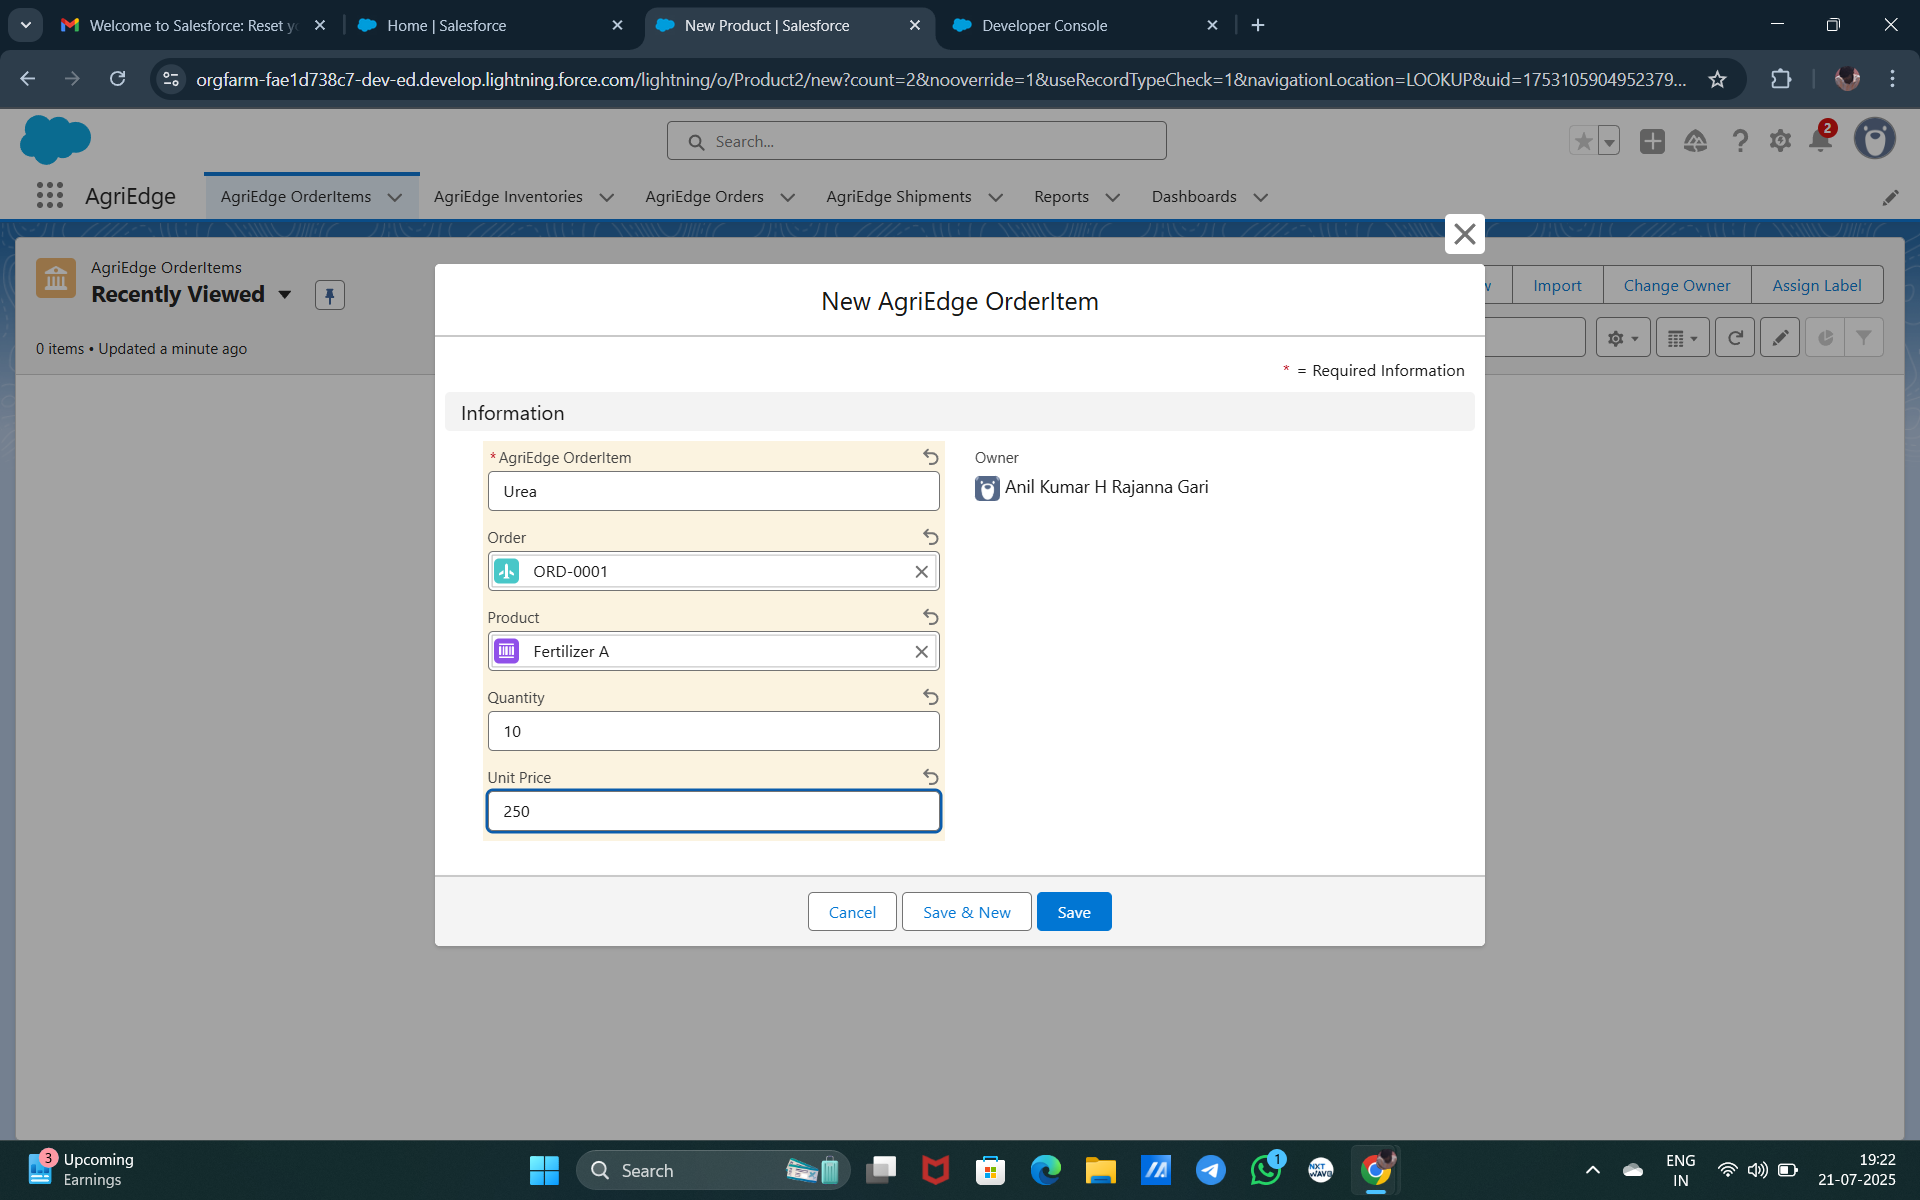 Welcome to Salesforce: Reset yo
Home | Salesforce
New Product | Salesforce
Developer Console
orgfarm-fae1d738c7-dev-ed.develop.lightning.force.com/lightning/o/Product2/new?count=2&nooverride=1&useRecordTypeCheck=1&navigationLocation=LOOKUP&uid=1753105904952379...
Search...
2
AgriEdge
AgriEdge OrderItems
AgriEdge Inventories
AgriEdge Orders
AgriEdge Shipments
Reports
Dashboards
AgriEdge OrderItems
Recently Viewed
0 items • Updated a minute ago
Import
Change Owner
Assign Label
New AgriEdge OrderItem
* = Required Information
Information
*AgriEdge OrderItem
Urea
Order
ORD-0001
Product
Fertilizer A
Quantity
10
Unit Price
250
Owner
Anil Kumar H Rajanna Gari
Cancel
Save & New
Save
3
Upcoming
Earnings
Search
1
NXT
WAVE
ENG
IN
19:22
21-07-2025